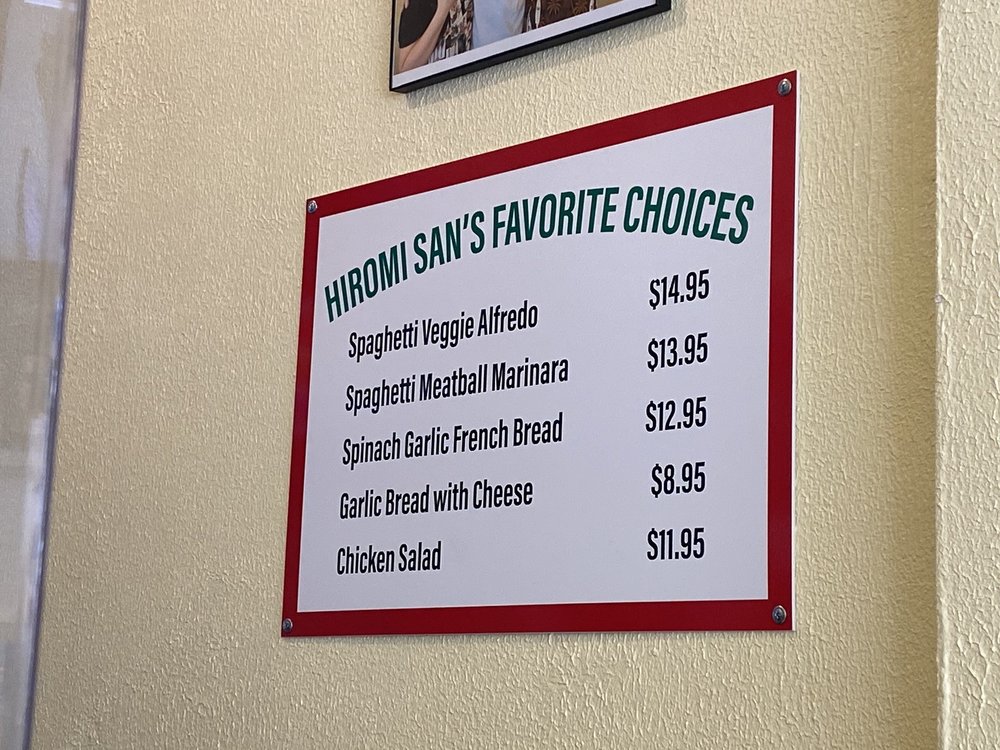 HIROMI SAN'S FAVORITE CHOICES
Spaghetti Veggie Alfredo $14.95
Spaghetti Meatball Marinara $13.95
Spinach Garlic French Bread $12.95
Garlic Bread with Cheese $8.95
Chicken Salad $11.95